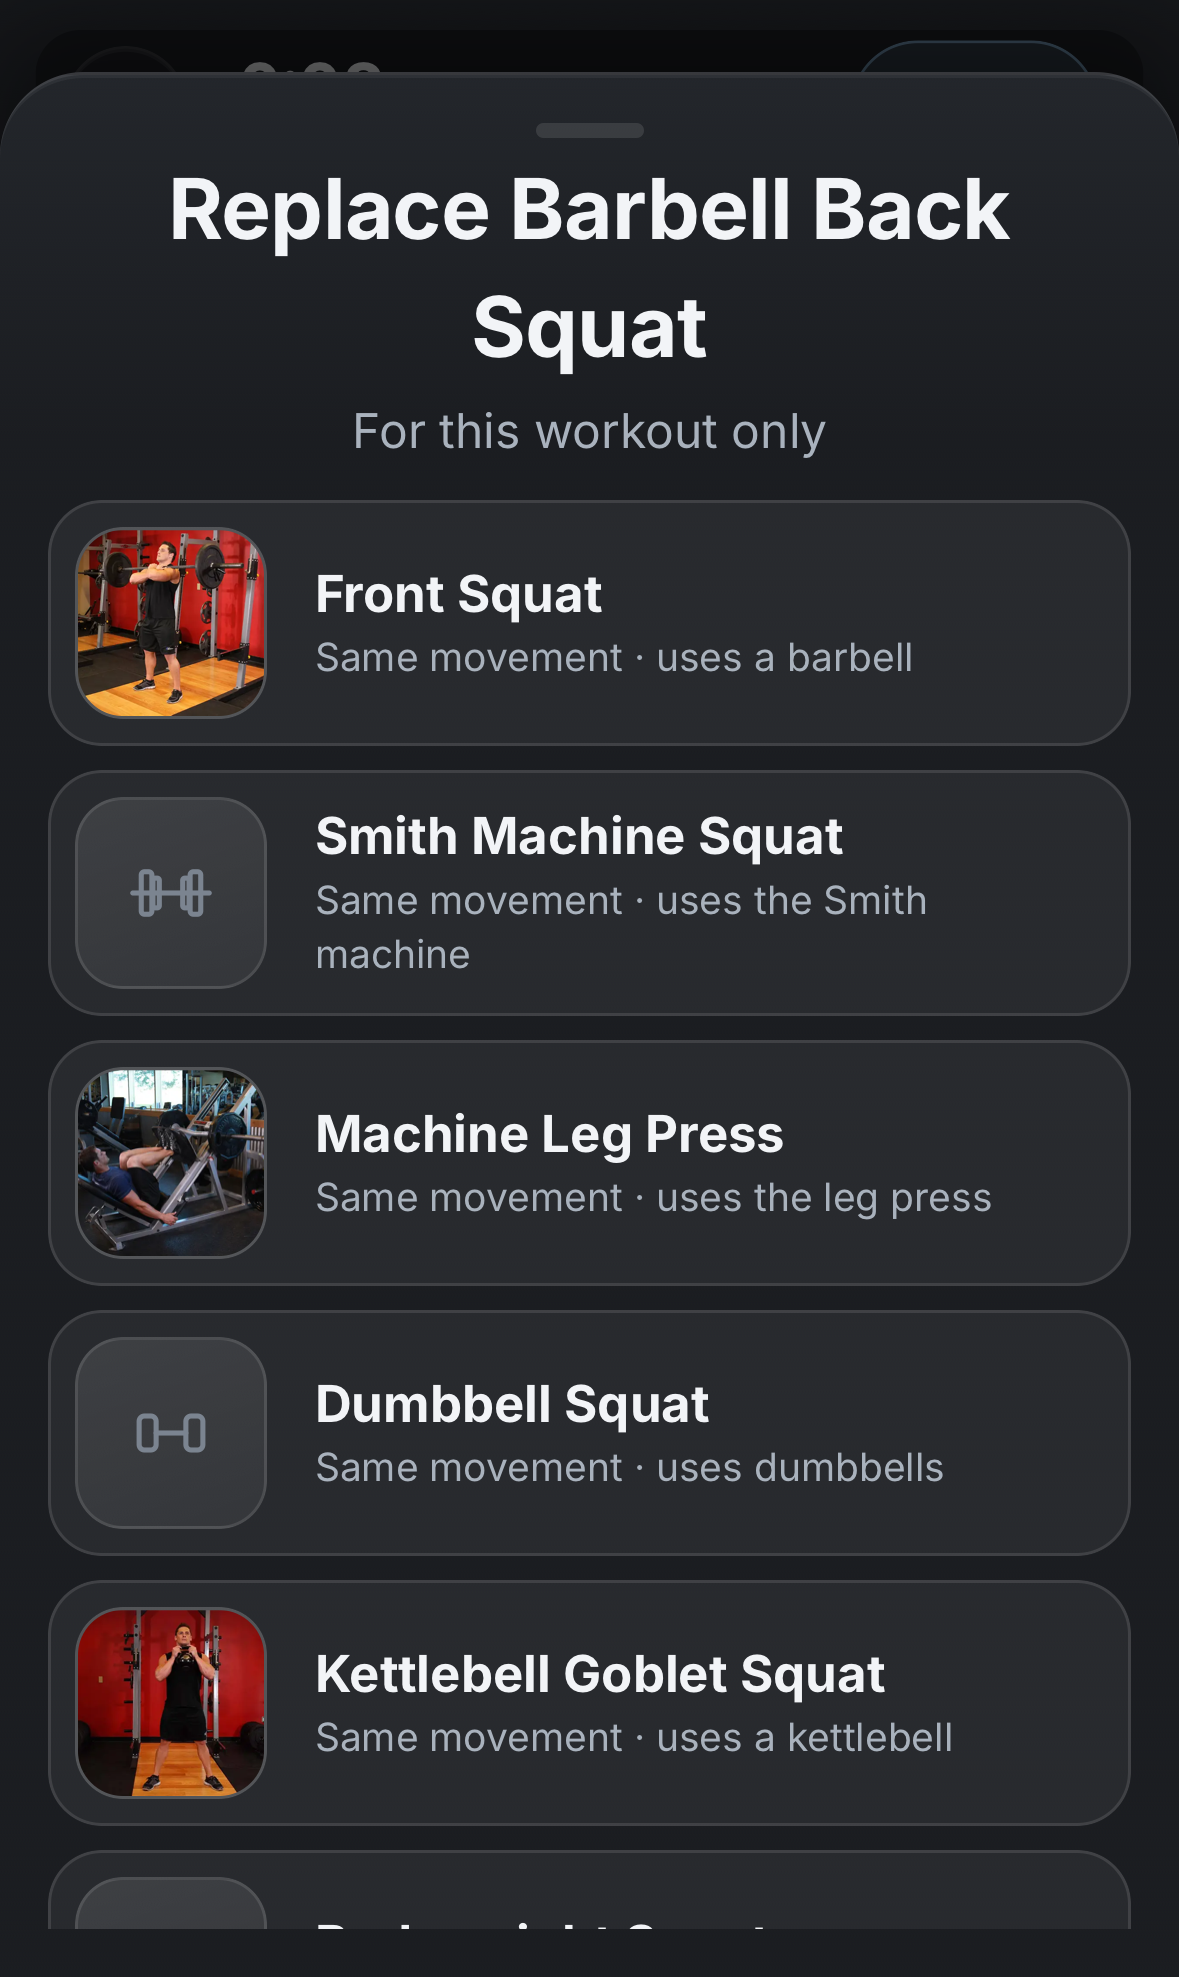 Replace Barbell Back
Squat
For this workout only
Front Squat
Same movement · uses a barbell
Smith Machine Squat
Same movement · uses the Smith
machine
Machine Leg Press
Same movement · uses the leg press
Dumbbell Squat
Same movement · uses dumbbells
Kettlebell Goblet Squat
Same movement · uses a kettlebell